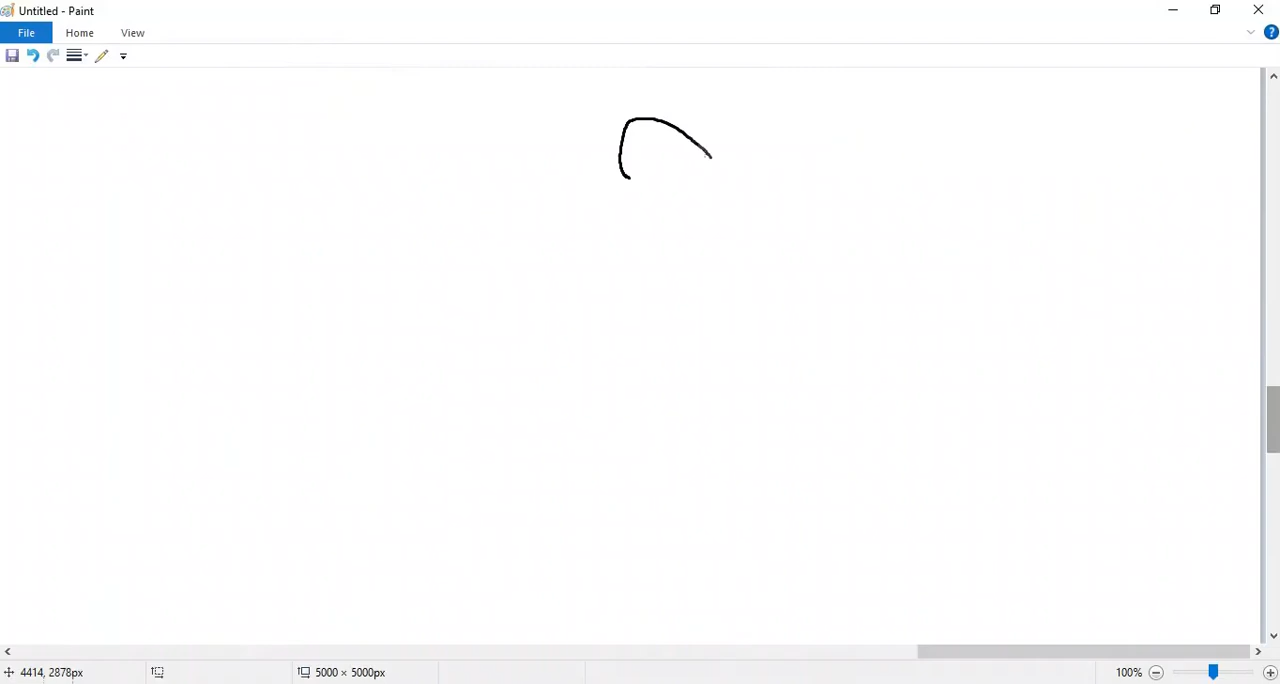 Untitled - Paint
File Home View
4414, 2878px 5000 × 5000px 100%